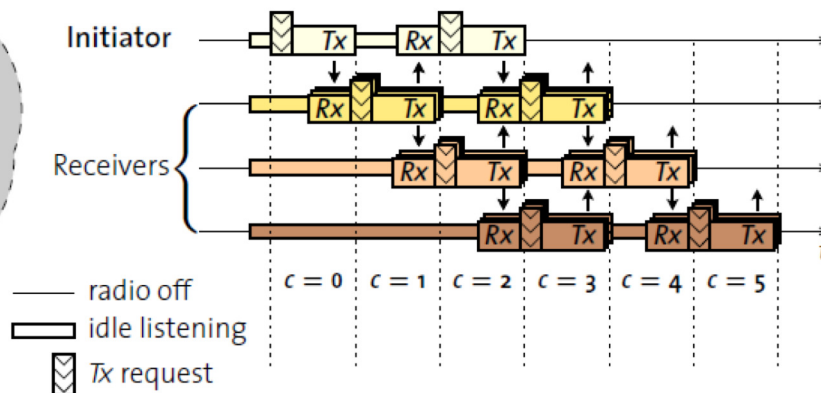 Initiator
Tx
Rx
Tx
Rx
Tx
Rx
Tx
Receivers
Rx
Tx
Rx
Tx
Rx
Tx
Rx
Tx
t
c = 0
c = 1
c = 2
c = 3
c = 4
c = 5
radio off
idle listening
Tx request